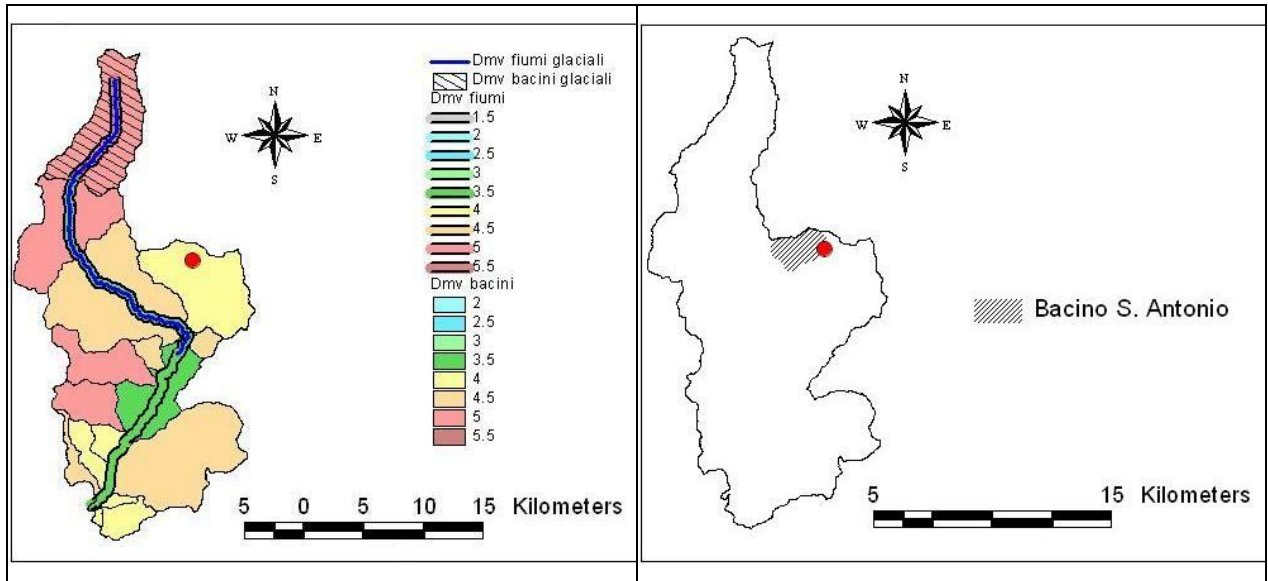 Dmv fiumi glaciali
Dmv bacini glaciali
Dmv fiumi
1.5
2
2.5
3
3.5
4
4.5
5
5.5
Dmv bacini
2
2.5
3
3.5
4
4.5
5
5.5
N
W E
S
5 0 5 10 15 Kilometers
N
W E
S
Bacino S. Antonio
5 15 Kilometers